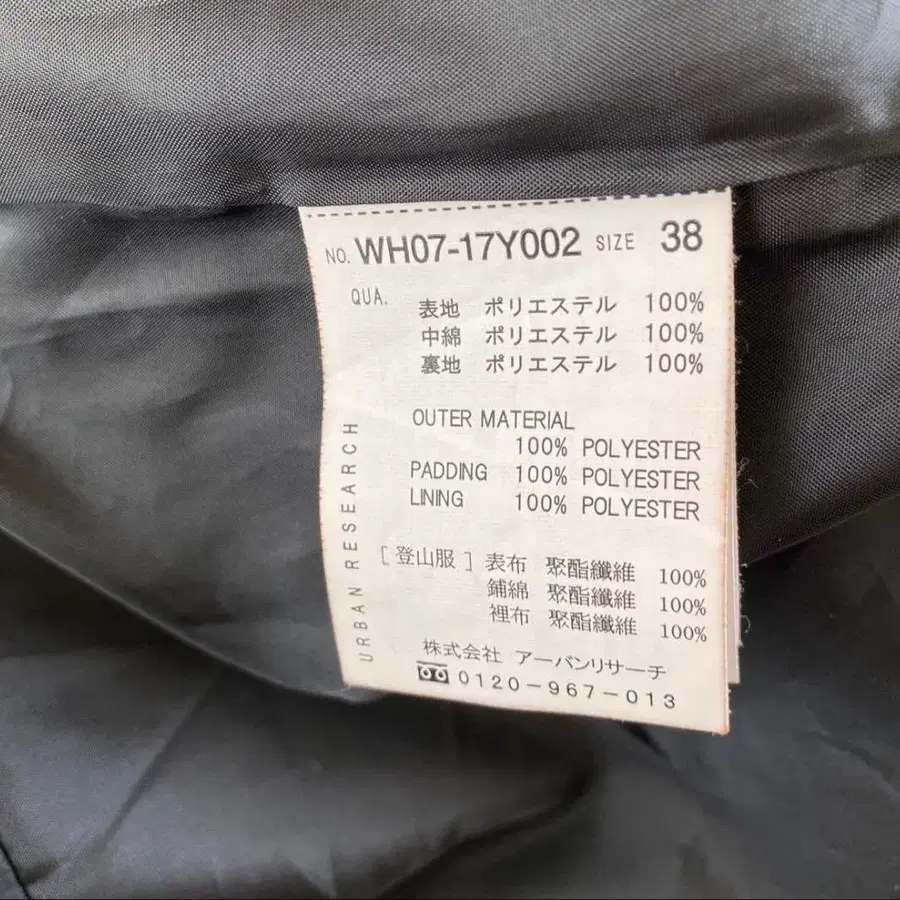 NO. WH07-17Y002 SIZE 38
QUA.
表地 ポリエステル 100%
中綿 ポリエステル 100%
裏地 ポリエステル 100%
OUTER MATERIAL
100% POLYESTER
PADDING 100% POLYESTER
LINING 100% POLYESTER
[登山服] 表布 聚酯纖維 100%
鋪綿 聚酯纖維 100%
裡布 聚酯纖維 100%
株式会社 アーバンリサーチ
0120-967-013
URBAN RESEARCH